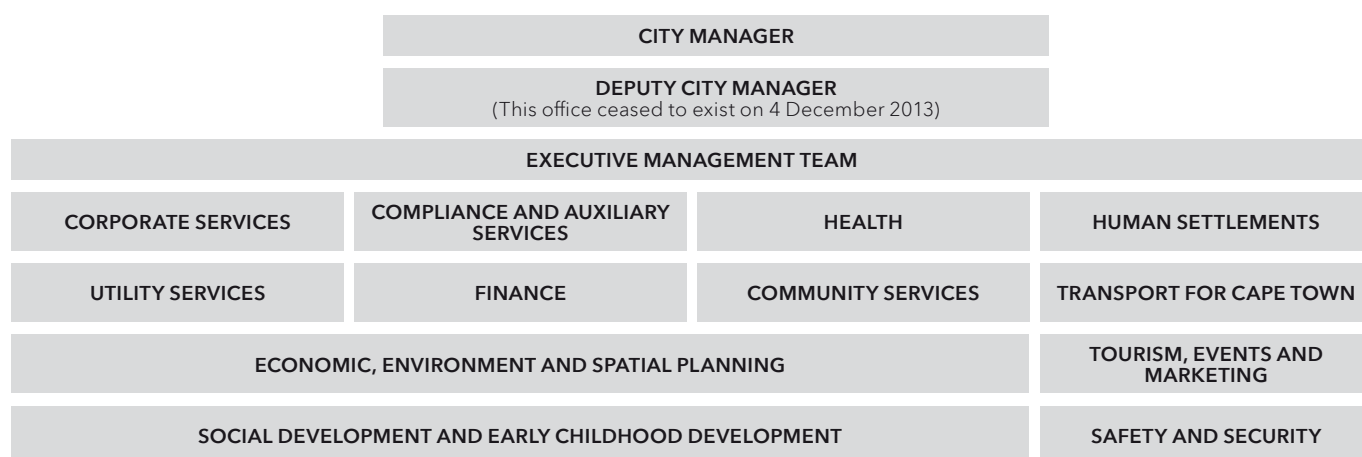 CITY MANAGER
DEPUTY CITY MANAGER
(This office ceased to exist on 4 December 2013)
EXECUTIVE MANAGEMENT TEAM
CORPORATE SERVICES
COMPLIANCE AND AUXILIARY
SERVICES
HEALTH
HUMAN SETTLEMENTS
UTILITY SERVICES
FINANCE
COMMUNITY SERVICES
TRANSPORT FOR CAPE TOWN
ECONOMIC, ENVIRONMENT AND SPATIAL PLANNING
TOURISM, EVENTS AND
MARKETING
SOCIAL DEVELOPMENT AND EARLY CHILDHOOD DEVELOPMENT
SAFETY AND SECURITY